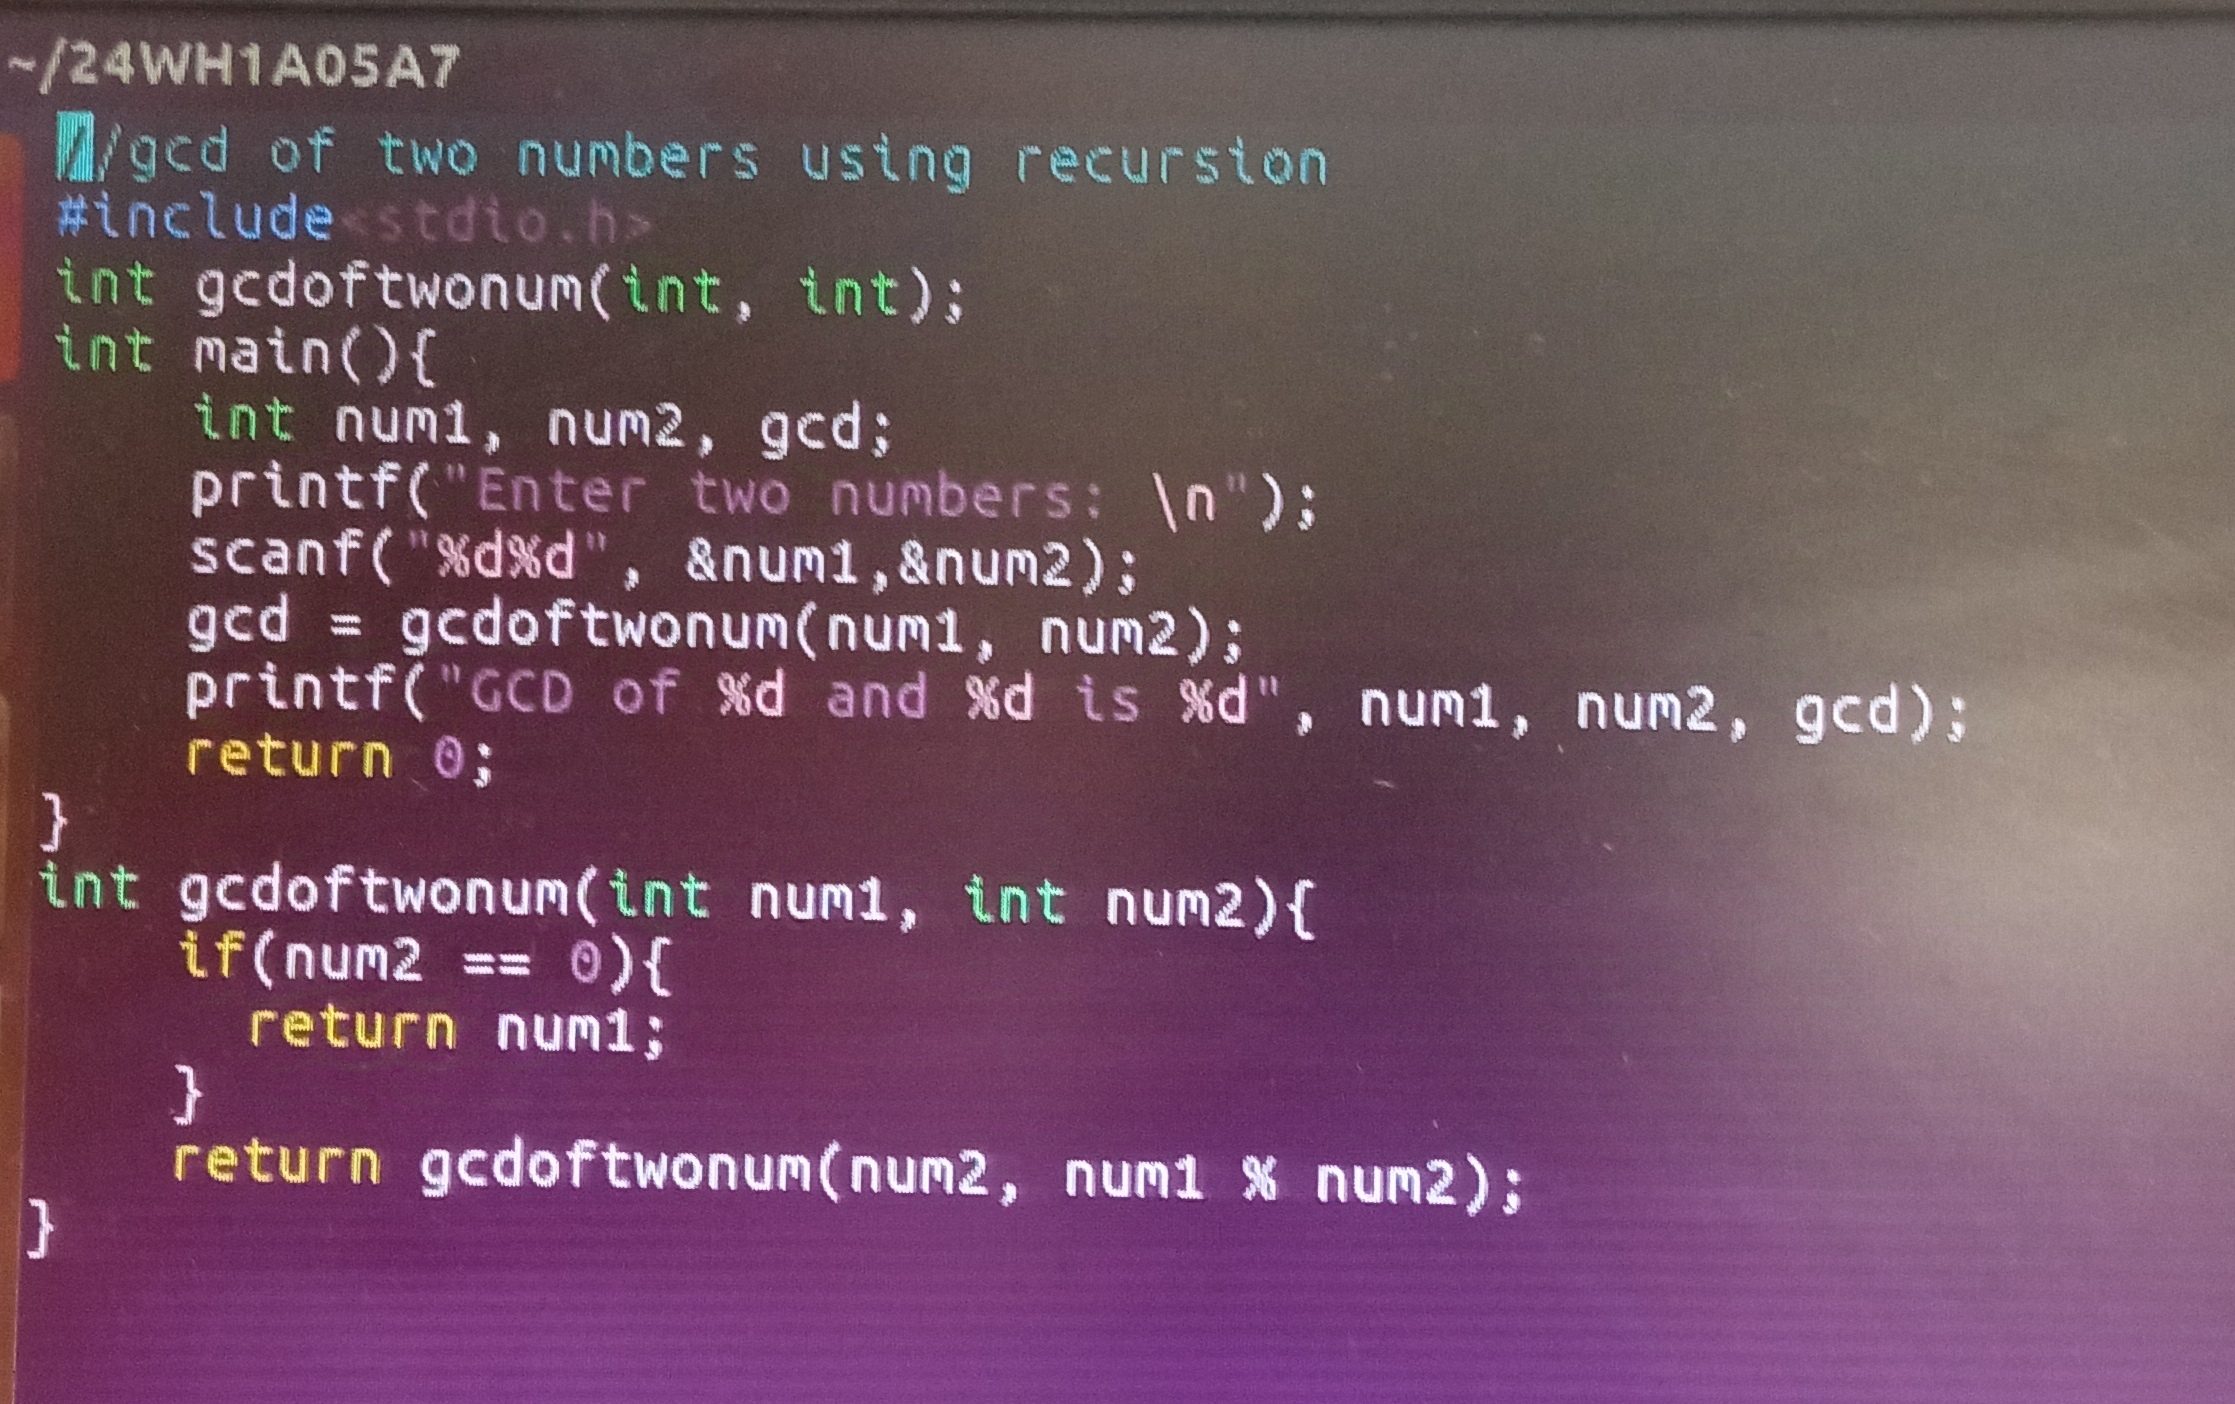 ~/24WH1A05A7
//gcd of two numbers using recursion
#include<stdio.h>
int gcdoftwonum(int, int);
int main(){
    int num1, num2, gcd;
    printf("Enter two numbers: \n");
    scanf("%d%d", &num1,&num2);
    gcd = gcdoftwonum(num1, num2);
    printf("GCD of %d and %d is %d", num1, num2, gcd);
    return 0;
}
int gcdoftwonum(int num1, int num2){
    if(num2 == 0){
      return num1;
    }
    return gcdoftwonum(num2, num1 % num2);
}